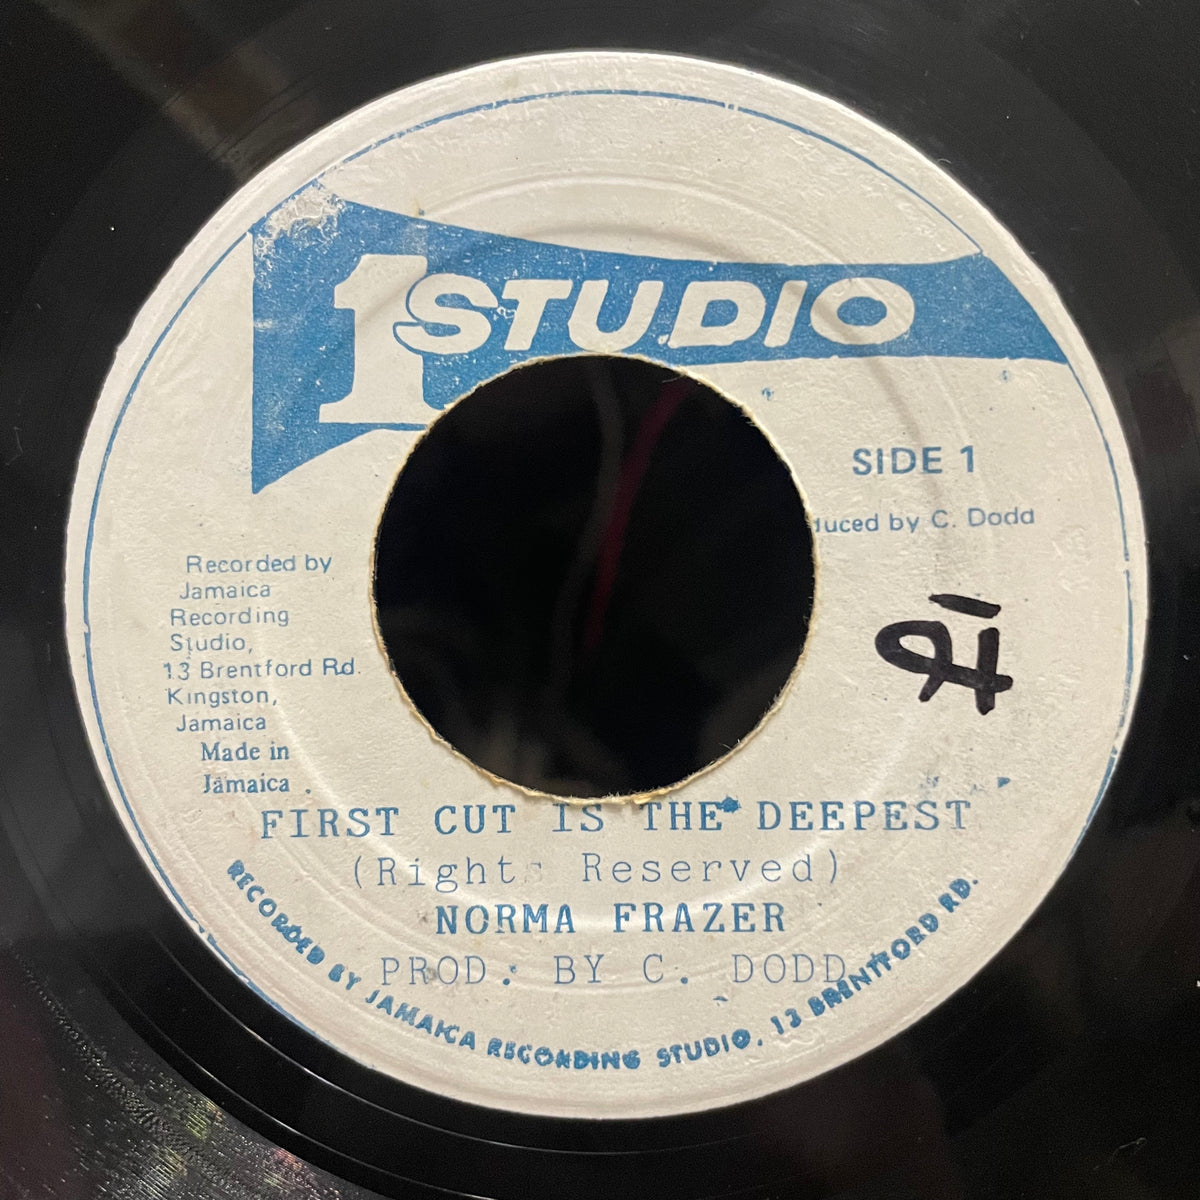 1 STUDIO
SIDE 1
duced by C. Dodd
Recorded by
Jamaica
Recording
Studio,
13 Brentford Rd.
Kingston,
Jamaica
Made in
Jamaica .
FIRST CUT IS THE DEEPEST
(Rights Reserved)
NORMA FRAZER
PROD: BY C. DODD
RECORDED BY JAMAICA RECORDING STUDIO, 13 BRENTFORD RD.